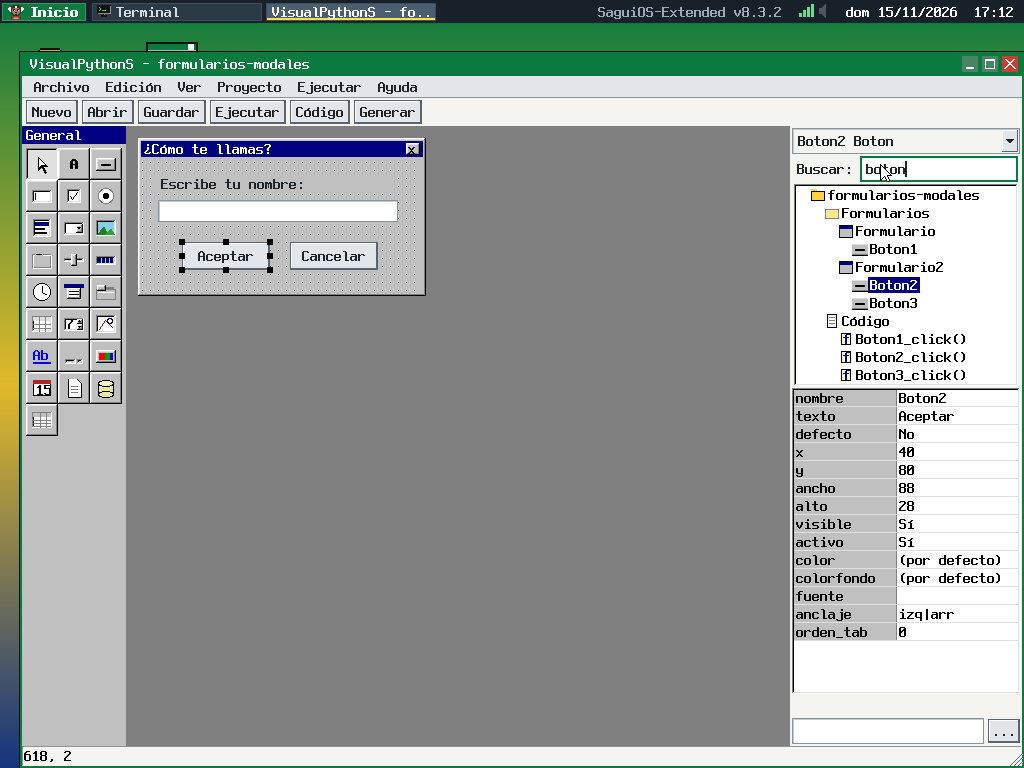 Inicio Terminal VisualPythonS - fo.. SaguiOS-Extended v8.3.2 dom 15/11/2026 17:12
VisualPythonS - formularios-modales
Archivo Edición Ver Proyecto Ejecutar Ayuda
Nuevo Abrir Guardar Ejecutar Código Generar
General
A
Ab
15
¿Cómo te llamas?
Escribe tu nombre:
Aceptar Cancelar
Boton2 Boton
Buscar: boton
formularios-modales
Formularios
Formulario
Boton1
Formulario2
Boton2
Boton3
Código
f Boton1_click()
f Boton2_click()
f Boton3_click()
nombre Boton2
texto Aceptar
defecto No
x 40
y 80
ancho 88
alto 28
visible Sí
activo Sí
color (por defecto)
colorfondo (por defecto)
fuente
anclaje izq|arr
orden_tab 0
...
618, 2